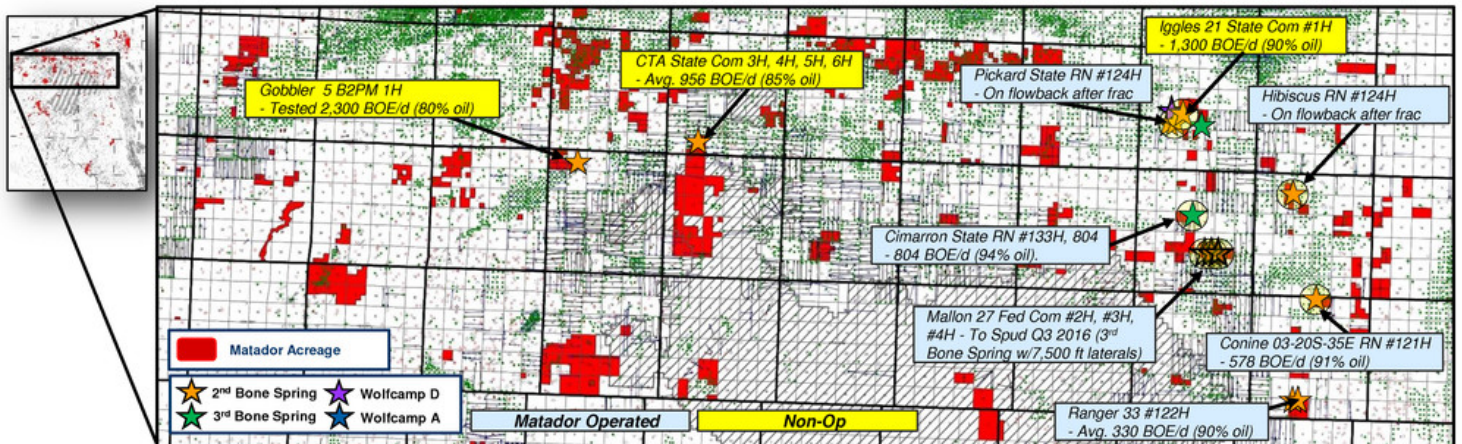 Iggles 21 State Com #1H
- 1,300 BOE/d (90% oil)
CTA State Com 3H, 4H, 5H, 6H
- Avg. 956 BOE/d (85% oil)
Pickard State RN #124H
- On flowback after frac
Gobbler 5 B2PM 1H
- Tested 2,300 BOE/d (80% oil)
Hibiscus RN #124H
- On flowback after frac
Cimarron State RN #133H, 804
- 804 BOE/d (94% oil).
Mallon 27 Fed Com #2H, #3H,
#4H - To Spud Q3 2016 (3rd
Bone Spring w/7,500 ft laterals)
Conine 03-20S-35E RN #121H
- 578 BOE/d (91% oil)
Ranger 33 #122H
- Avg. 330 BOE/d (90% oil)
Matador Acreage
2nd Bone Spring
Wolfcamp D
3rd Bone Spring
Wolfcamp A
Matador Operated
Non-Op